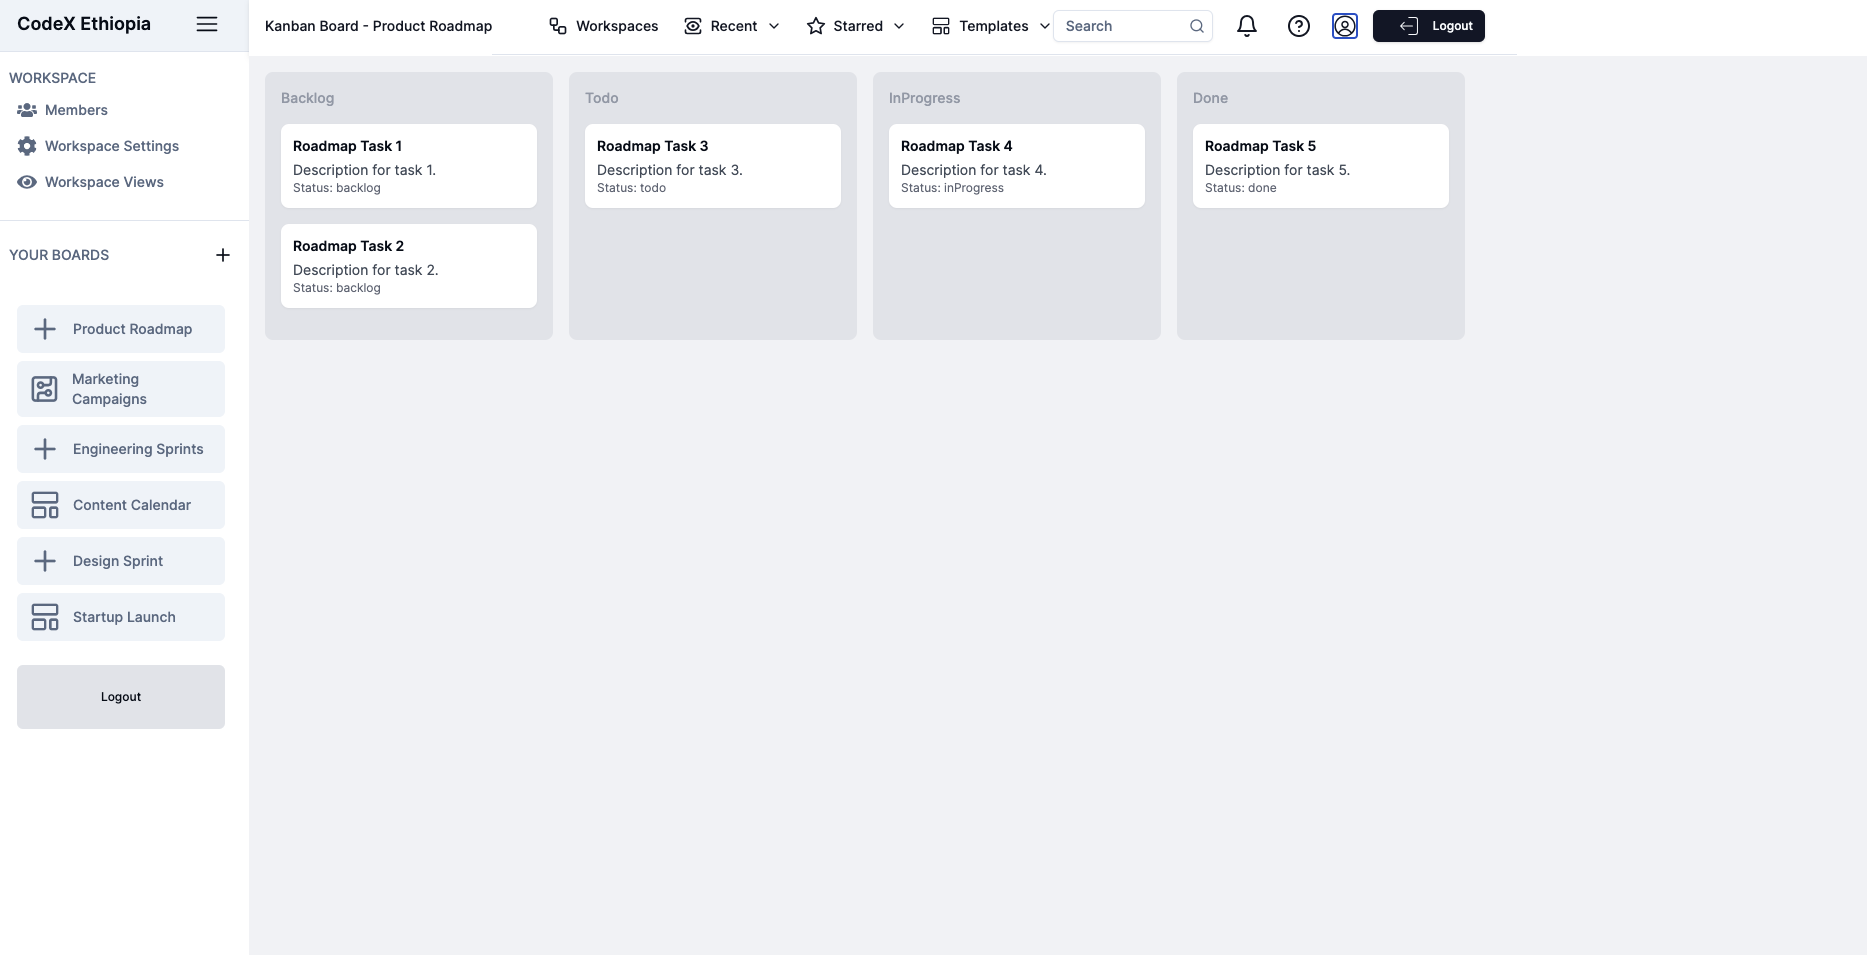 CodeX Ethiopia
WORKSPACE
Members
Workspace Settings
Workspace Views
YOUR BOARDS
Product Roadmap
Marketing
Campaigns
Engineering Sprints
Content Calendar
Design Sprint
Startup Launch
Logout
Kanban Board - Product Roadmap
Workspaces
Recent
Starred
Templates
Search
Logout
Backlog
Roadmap Task 1
Description for task 1.
Status: backlog
Roadmap Task 2
Description for task 2.
Status: backlog
Todo
Roadmap Task 3
Description for task 3.
Status: todo
InProgress
Roadmap Task 4
Description for task 4.
Status: inProgress
Done
Roadmap Task 5
Description for task 5.
Status: done